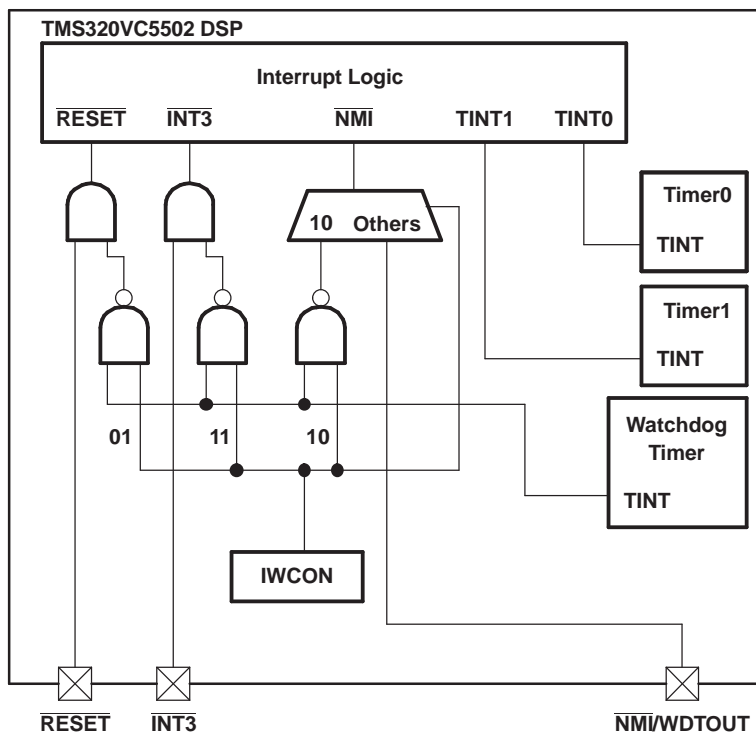 TMS320VC5502 DSP
Interrupt Logic
RESET INT3 NMI TINT1 TINT0
Timer0
10 Others
TINT
Timer1
TINT
01 11 10
Watchdog
Timer
TINT
IWCON
RESET INT3 NMI/WDTOUT